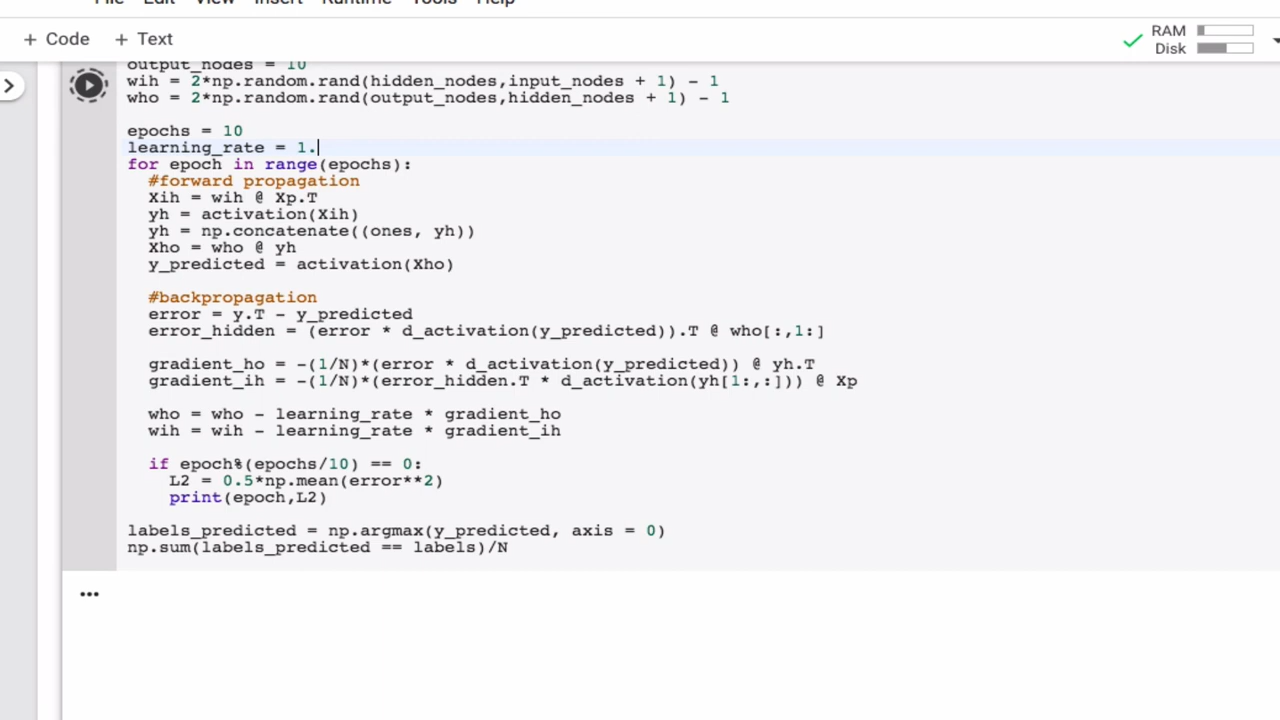 File Edit View Insert Runtime Tools Help
+ Code + Text
RAM
Disk
output_nodes = 10
wih = 2*np.random.rand(hidden_nodes,input_nodes + 1) - 1
who = 2*np.random.rand(output_nodes,hidden_nodes + 1) - 1
epochs = 10
learning_rate = 1.
for epoch in range(epochs):
#forward propagation
Xih = wih @ Xp.T
yh = activation(Xih)
yh = np.concatenate((ones, yh))
Xho = who @ yh
y_predicted = activation(Xho)
#backpropagation
error = y.T - y_predicted
error_hidden = (error * d_activation(y_predicted)).T @ who[:,1:]
gradient_ho = -(1/N)*(error * d_activation(y_predicted)) @ yh.T
gradient_ih = -(1/N)*(error_hidden.T * d_activation(yh[1:,:])) @ Xp
who = who - learning_rate * gradient_ho
wih = wih - learning_rate * gradient_ih
if epoch%(epochs/10) == 0:
L2 = 0.5*np.mean(error**2)
print(epoch,L2)
labels_predicted = np.argmax(y_predicted, axis = 0)
np.sum(labels_predicted == labels)/N